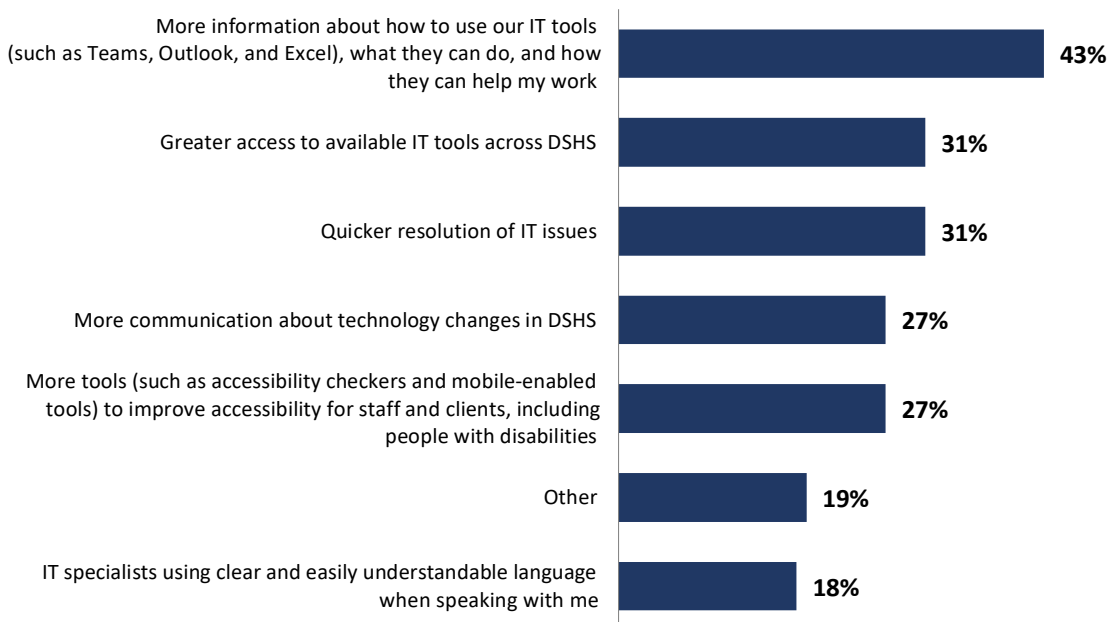 More information about how to use our IT tools
(such as Teams, Outlook, and Excel), what they can do, and how
they can help my work
43%
Greater access to available IT tools across DSHS
31%
Quicker resolution of IT issues
31%
More communication about technology changes in DSHS
27%
More tools (such as accessibility checkers and mobile-enabled
tools) to improve accessibility for staff and clients, including
people with disabilities
27%
Other
19%
IT specialists using clear and easily understandable language
when speaking with me
18%